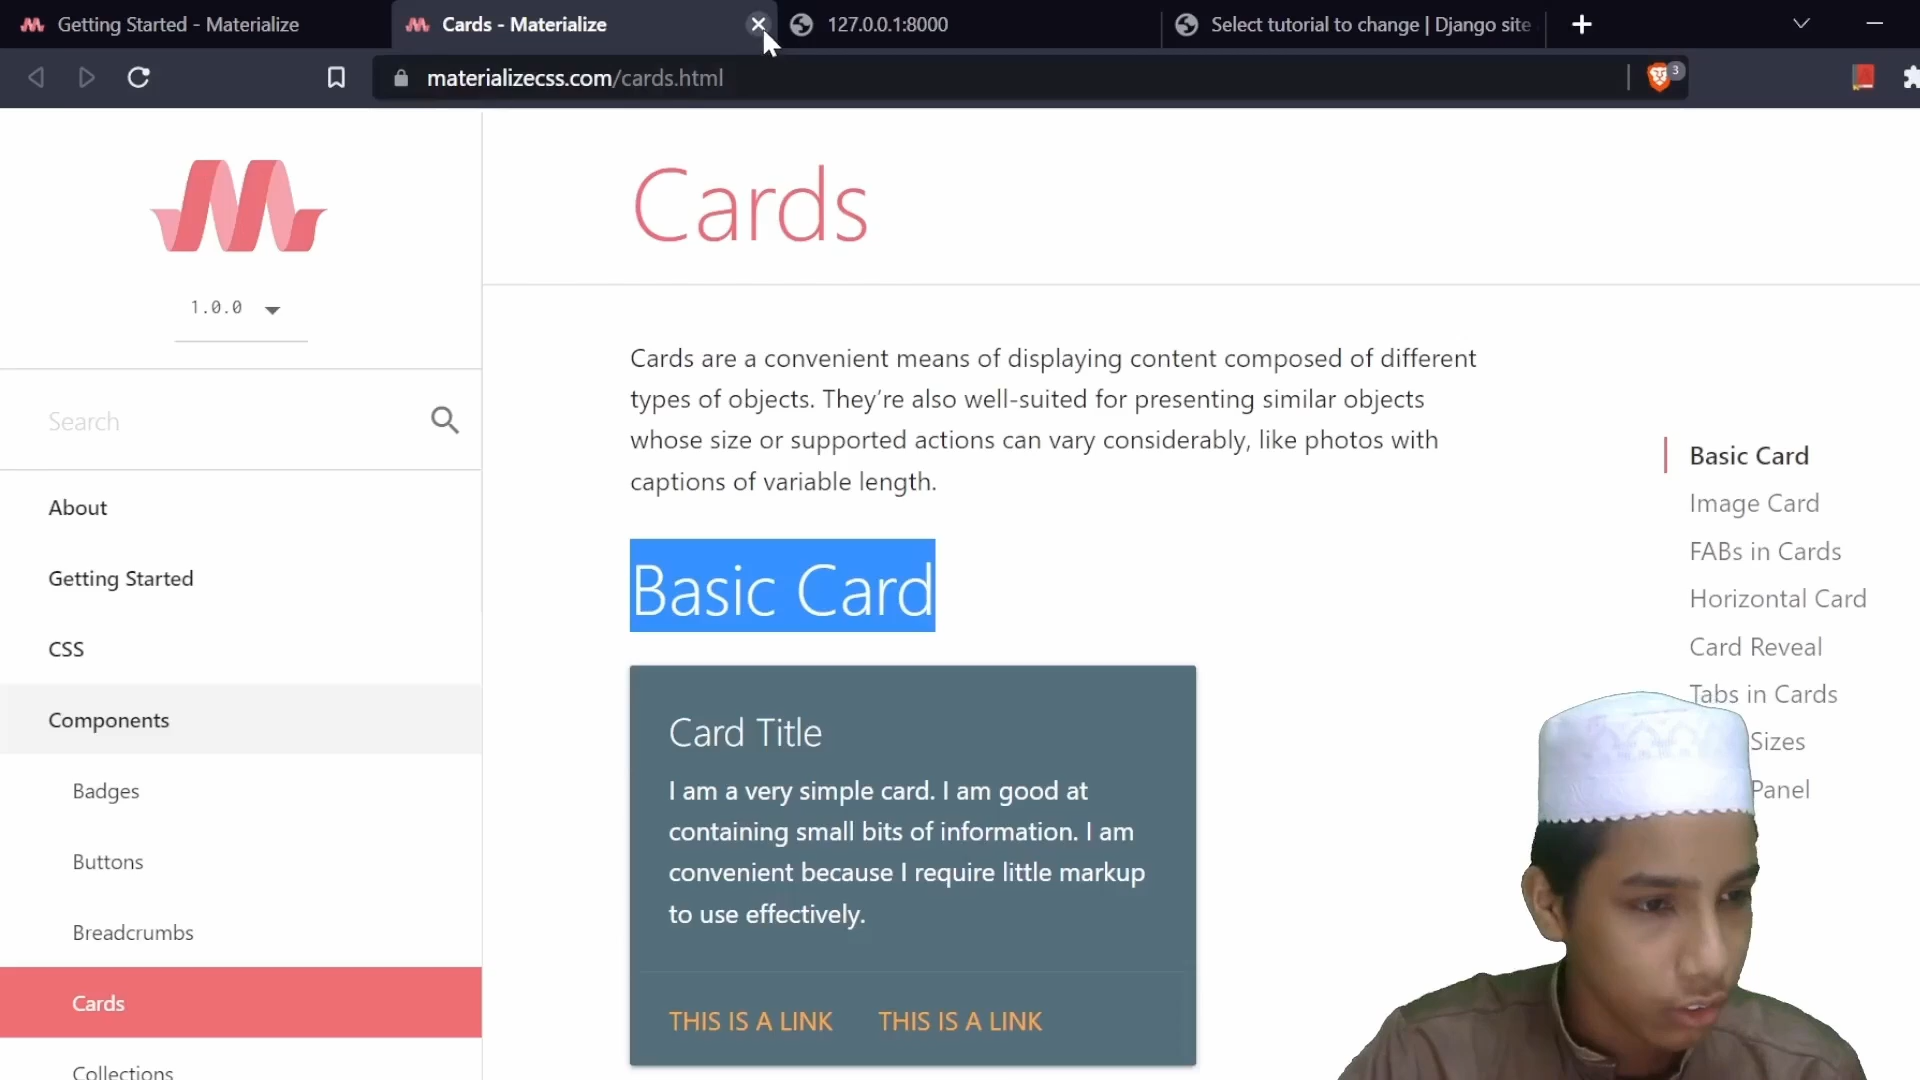 Getting Started - Materialize
Cards - Materialize
127.0.0.1:8000
Select tutorial to change | Django site
materializecss.com/cards.html
3
1.0.0
Search
About
Getting Started
CSS
Components
Badges
Buttons
Breadcrumbs
Cards
Collections
Cards
Cards are a convenient means of displaying content composed of different
types of objects. They're also well-suited for presenting similar objects
whose size or supported actions can vary considerably, like photos with
captions of variable length.
Basic Card
Card Title
I am a very simple card. I am good at
containing small bits of information. I am
convenient because I require little markup
to use effectively.
THIS IS A LINK THIS IS A LINK
Basic Card
Image Card
FABs in Cards
Horizontal Card
Card Reveal
Tabs in Cards
Sizes
Panel